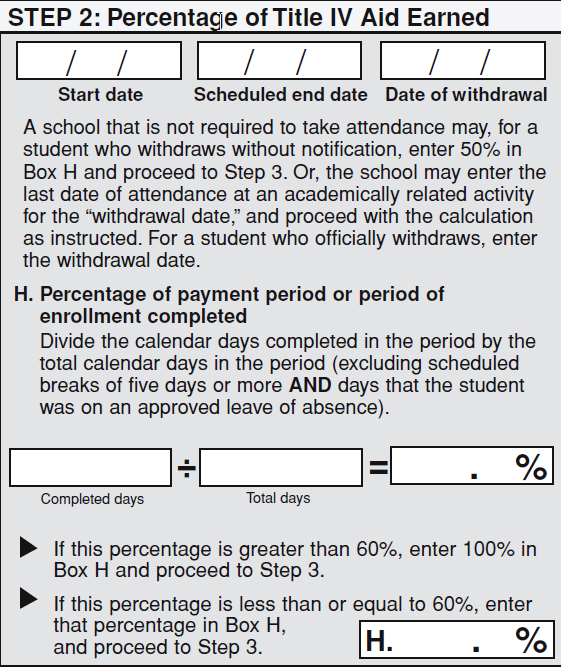 STEP 2: Percentage of Title IV Aid Earned
/ / / / / /
Start date Scheduled end date Date of withdrawal
A school that is not required to take attendance may, for a
student who withdraws without notification, enter 50% in
Box H and proceed to Step 3. Or, the school may enter the
last date of attendance at an academically related activity
for the “withdrawal date,” and proceed with the calculation
as instructed. For a student who officially withdraws, enter
the withdrawal date.
H. Percentage of payment period or period of
enrollment completed
Divide the calendar days completed in the period by the
total calendar days in the period (excluding scheduled
breaks of five days or more AND days that the student
was on an approved leave of absence).
÷ = . %
Completed days Total days
▶ If this percentage is greater than 60%, enter 100% in
Box H and proceed to Step 3.
▶ If this percentage is less than or equal to 60%, enter
that percentage in Box H,
and proceed to Step 3.
H. . %